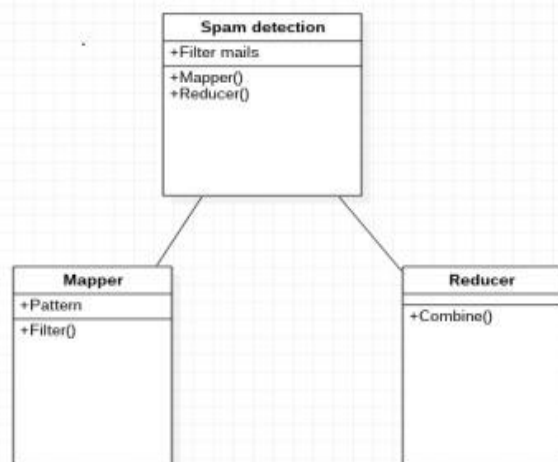 Spam detection
+Filter mails
+Mapper()
+Reducer()
Mapper
+Pattern
+Filter()
Reducer
+Combine()